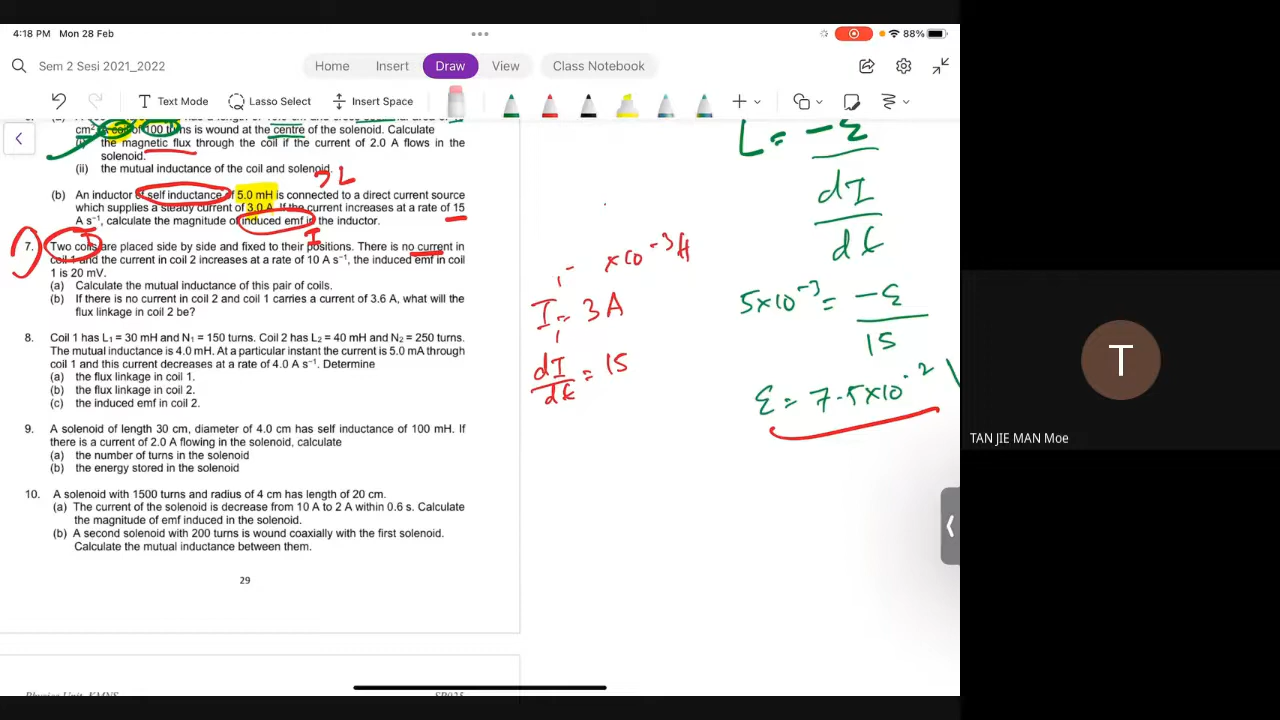 4:18 PM Mon 28 Feb
88%
Sem 2 Sesi 2021_2022
Home Insert Draw View Class Notebook
Text Mode Lasso Select Insert Space
cm². A coil of 100 turns is wound at the centre of the solenoid. Calculate
(i) the magnetic flux through the coil if the current of 2.0 A flows in the
solenoid.
(ii) the mutual inductance of the coil and solenoid.
L
(b) An inductor of self inductance of 5.0 mH is connected to a direct current source
which supplies a steady current of 3.0 A. If the current increases at a rate of 15
A s⁻¹, calculate the magnitude of induced emf in the inductor.
I
7. Two coils are placed side by side and fixed to their positions. There is no current in
coil 1 and the current in coil 2 increases at a rate of 10 A s⁻¹, the induced emf in coil
1 is 20 mV.
(a) Calculate the mutual inductance of this pair of coils.
(b) If there is no current in coil 2 and coil 1 carries a current of 3.6 A, what will the
flux linkage in coil 2 be?
8. Coil 1 has L₁ = 30 mH and N₁ = 150 turns. Coil 2 has L₂ = 40 mH and N₂ = 250 turns.
The mutual inductance is 4.0 mH. At a particular instant the current is 5.0 mA through
coil 1 and this current decreases at a rate of 4.0 A s⁻¹. Determine
(a) the flux linkage in coil 1.
(b) the flux linkage in coil 2.
(c) the induced emf in coil 2.
9. A solenoid of length 30 cm, diameter of 4.0 cm has self inductance of 100 mH. If
there is a current of 2.0 A flowing in the solenoid, calculate
(a) the number of turns in the solenoid
(b) the energy stored in the solenoid
10. A solenoid with 1500 turns and radius of 4 cm has length of 20 cm.
(a) The current of the solenoid is decrease from 10 A to 2 A within 0.6 s. Calculate
the magnitude of emf induced in the solenoid.
(b) A second solenoid with 200 turns is wound coaxially with the first solenoid.
Calculate the mutual inductance between them.
29
×10⁻³H
I = 3 A
dI
dt
= 15
L = -ε
dI
dt
5×10⁻³ = -ε
15
ε = 7.5×10⁻²
T
TAN JIE MAN Moe